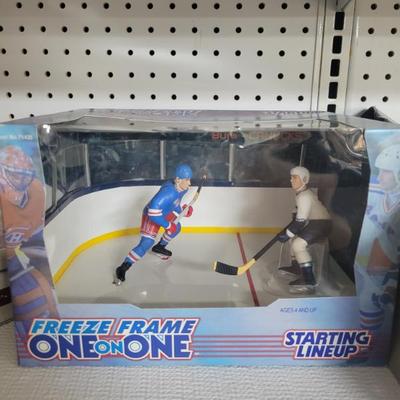 FREEZE FRAME
ONE ON ONE
AGES 4 AND UP
STARTING
LINEUP